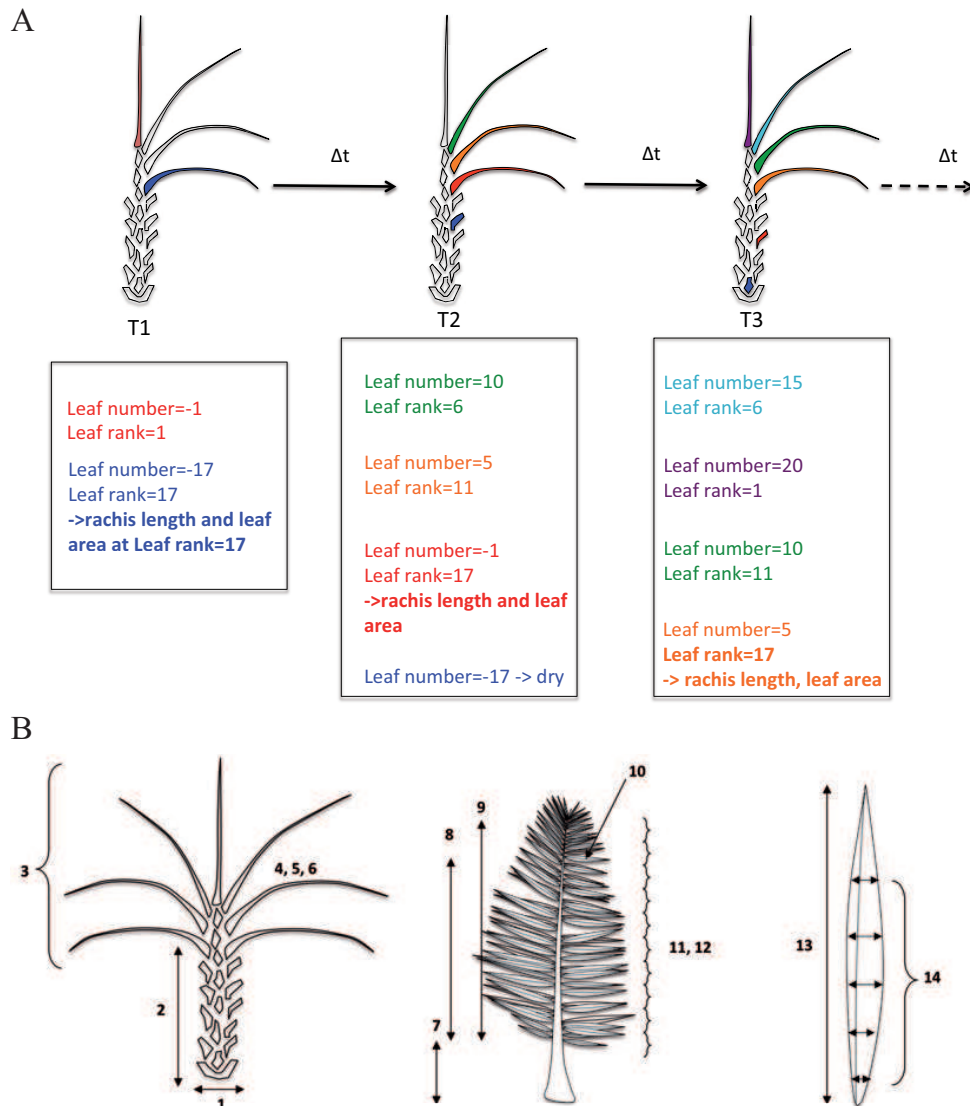 A
Δt
Δt
Δt
T1
T2
T3
Leaf number=-1
Leaf rank=1
Leaf number=-17
Leaf rank=17
->rachis length and leaf
area at Leaf rank=17
Leaf number=10
Leaf rank=6
Leaf number=5
Leaf rank=11
Leaf number=-1
Leaf rank=17
->rachis length and leaf
area
Leaf number=-17 -> dry
Leaf number=15
Leaf rank=6
Leaf number=20
Leaf rank=1
Leaf number=10
Leaf rank=11
Leaf number=5
Leaf rank=17
-> rachis length, leaf area
B
3
4, 5, 6
2
1
10
9
8
7
11, 12
13
14